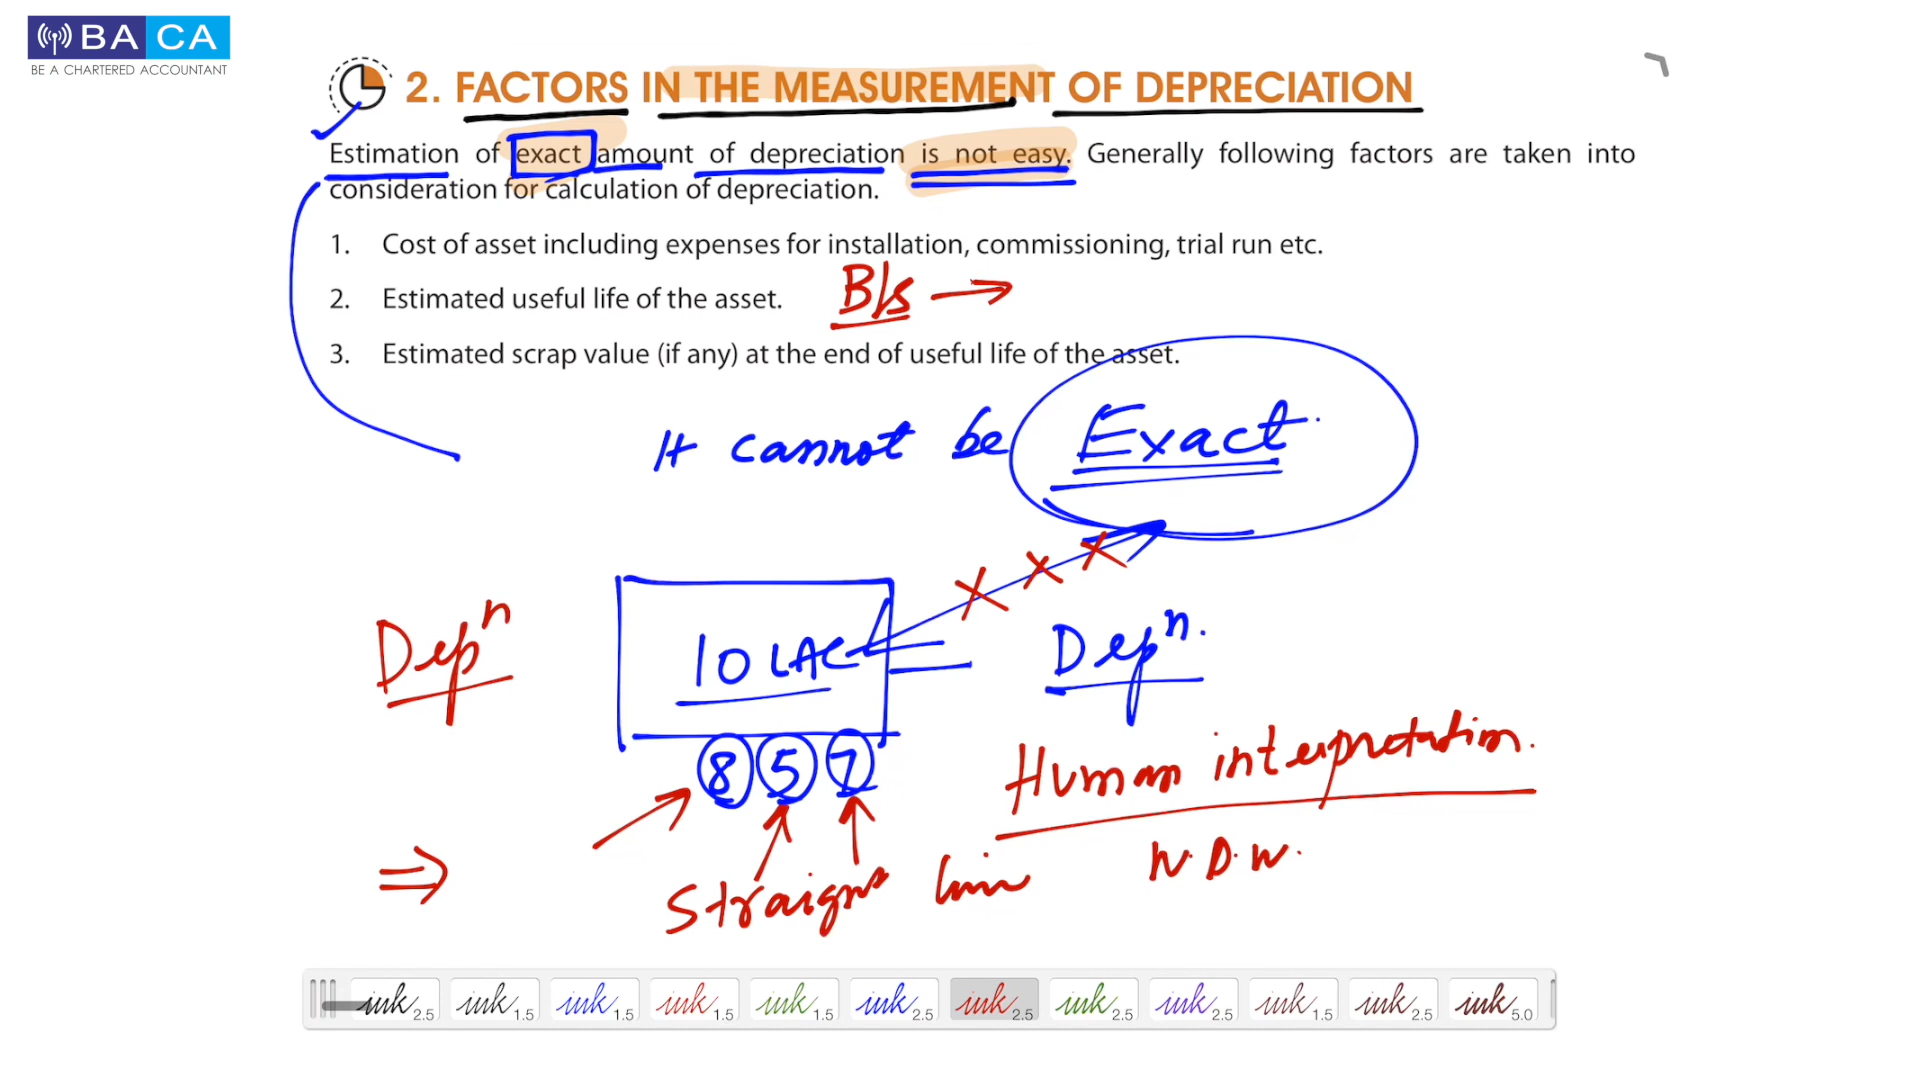 BA CA
BE A CHARTERED ACCOUNTANT
2. FACTORS IN THE MEASUREMENT OF DEPRECIATION
Estimation of exact amount of depreciation is not easy. Generally following factors are taken into
consideration for calculation of depreciation.
1. Cost of asset including expenses for installation, commissioning, trial run etc.
2. Estimated useful life of the asset. B/s →
3. Estimated scrap value (if any) at the end of useful life of the asset.
It cannot be Exact.
Depn 10 LAC = Depn.
8 5 7 Human interpretation.
⇒ Straight line W.D.W.
ink 2.5 ink 1.5 ink 1.5 ink 1.5 ink 1.5 ink 2.5 ink 2.5 ink 2.5 ink 2.5 ink 1.5 ink 2.5 ink 5.0